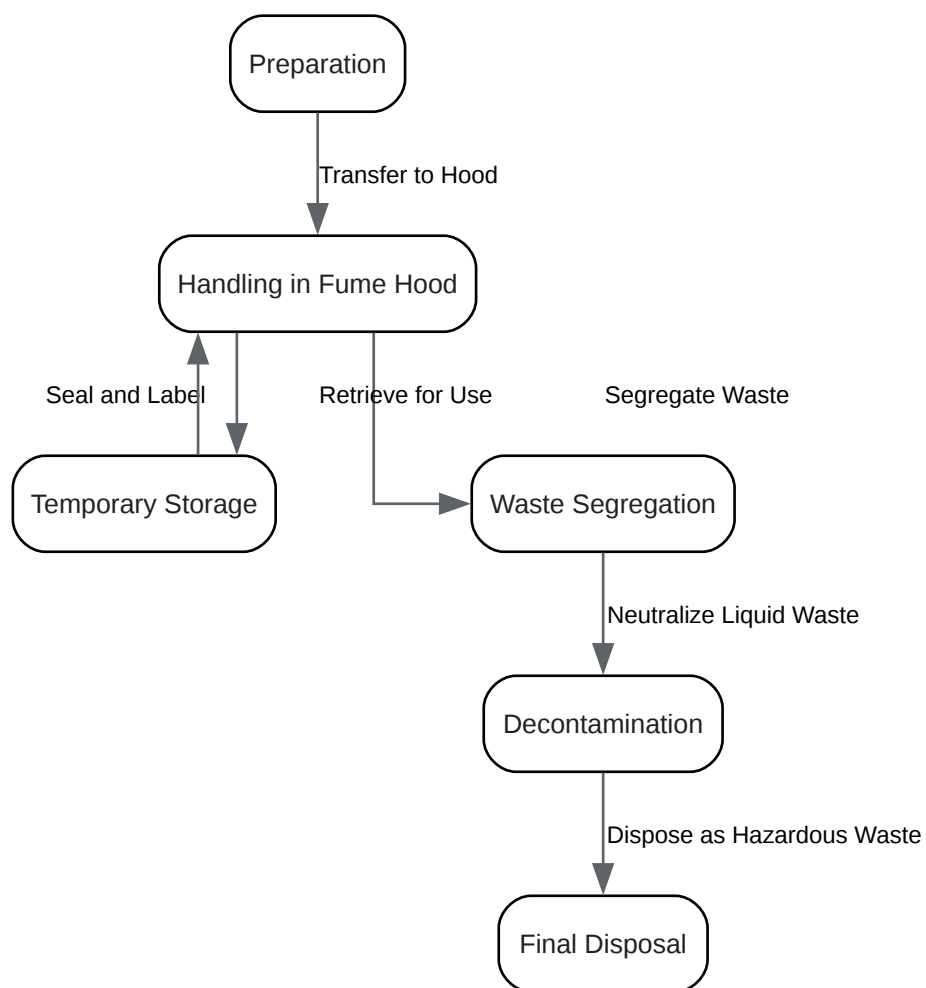 Preparation
Transfer to Hood
Handling in Fume Hood
Seal and Label
Retrieve for Use
Segregate Waste
Temporary Storage
Waste Segregation
Neutralize Liquid Waste
Decontamination
Dispose as Hazardous Waste
Final Disposal